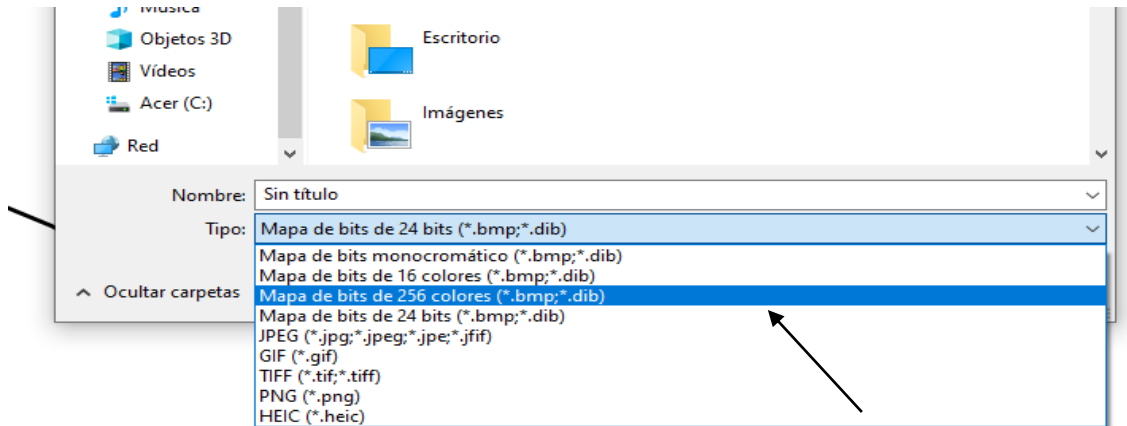 Música
Objetos 3D
Vídeos
Acer (C:)
Red
Escritorio
Imágenes
Nombre: Sin título
Tipo: Mapa de bits de 24 bits (*.bmp;*.dib)
Mapa de bits monocromático (*.bmp;*.dib)
Mapa de bits de 16 colores (*.bmp;*.dib)
Mapa de bits de 256 colores (*.bmp;*.dib)
Mapa de bits de 24 bits (*.bmp;*.dib)
JPEG (*.jpg;*.jpeg;*.jpe;*.jfif)
GIF (*.gif)
TIFF (*.tif;*.tiff)
PNG (*.png)
HEIC (*.heic)
Ocultar carpetas